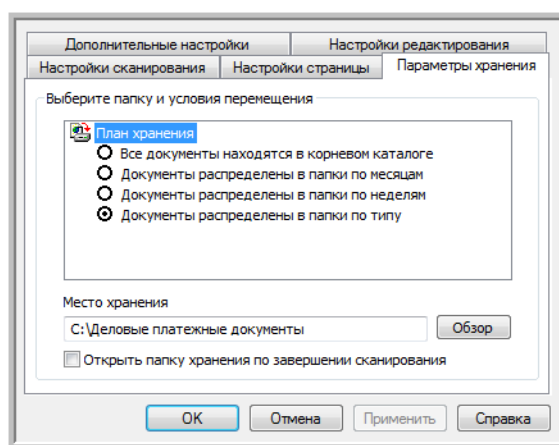 Дополнительные настройки
Настройки редактирования
Настройки сканирования
Настройки страницы
Параметры хранения
Выберите папку и условия перемещения
План хранения
Все документы находятся в корневом каталоге
Документы распределены в папки по месяцам
Документы распределены в папки по неделям
Документы распределены в папки по типу
Место хранения
C:\Деловые платежные документы
Обзор
Открыть папку хранения по завершении сканирования
ОК
Отмена
Применить
Справка